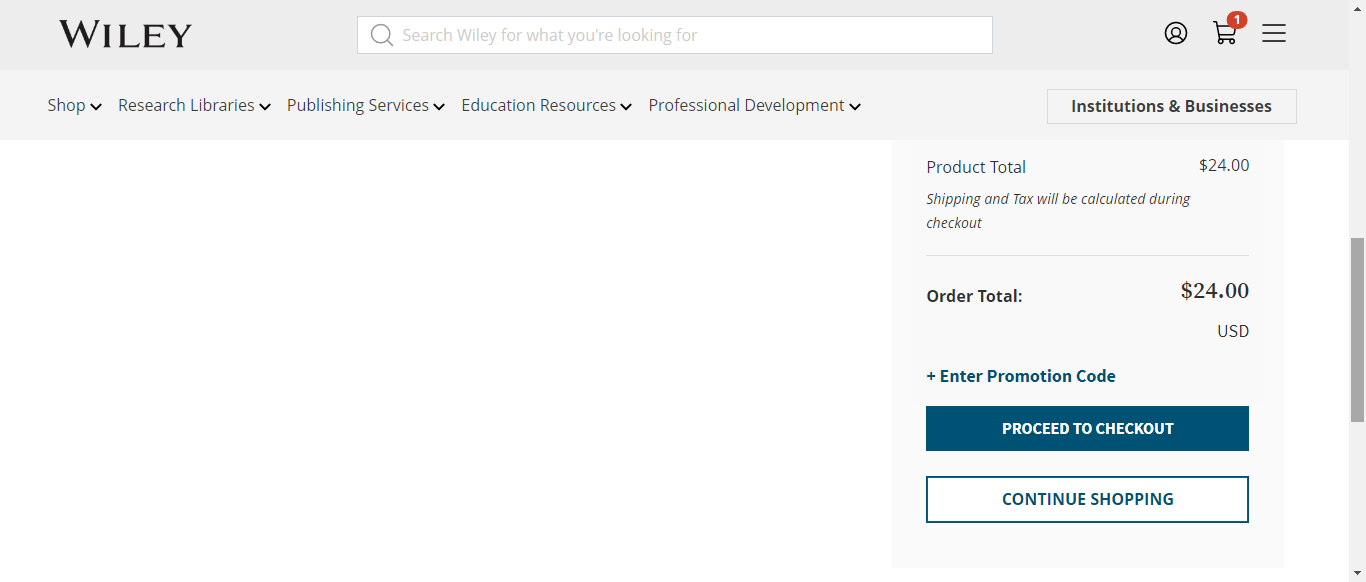 WILEY
Search Wiley for what you're looking for
1
Shop Research Libraries Publishing Services Education Resources Professional Development Institutions & Businesses
Product Total $24.00
Shipping and Tax will be calculated during
checkout
Order Total: $24.00
USD
+ Enter Promotion Code
PROCEED TO CHECKOUT
CONTINUE SHOPPING